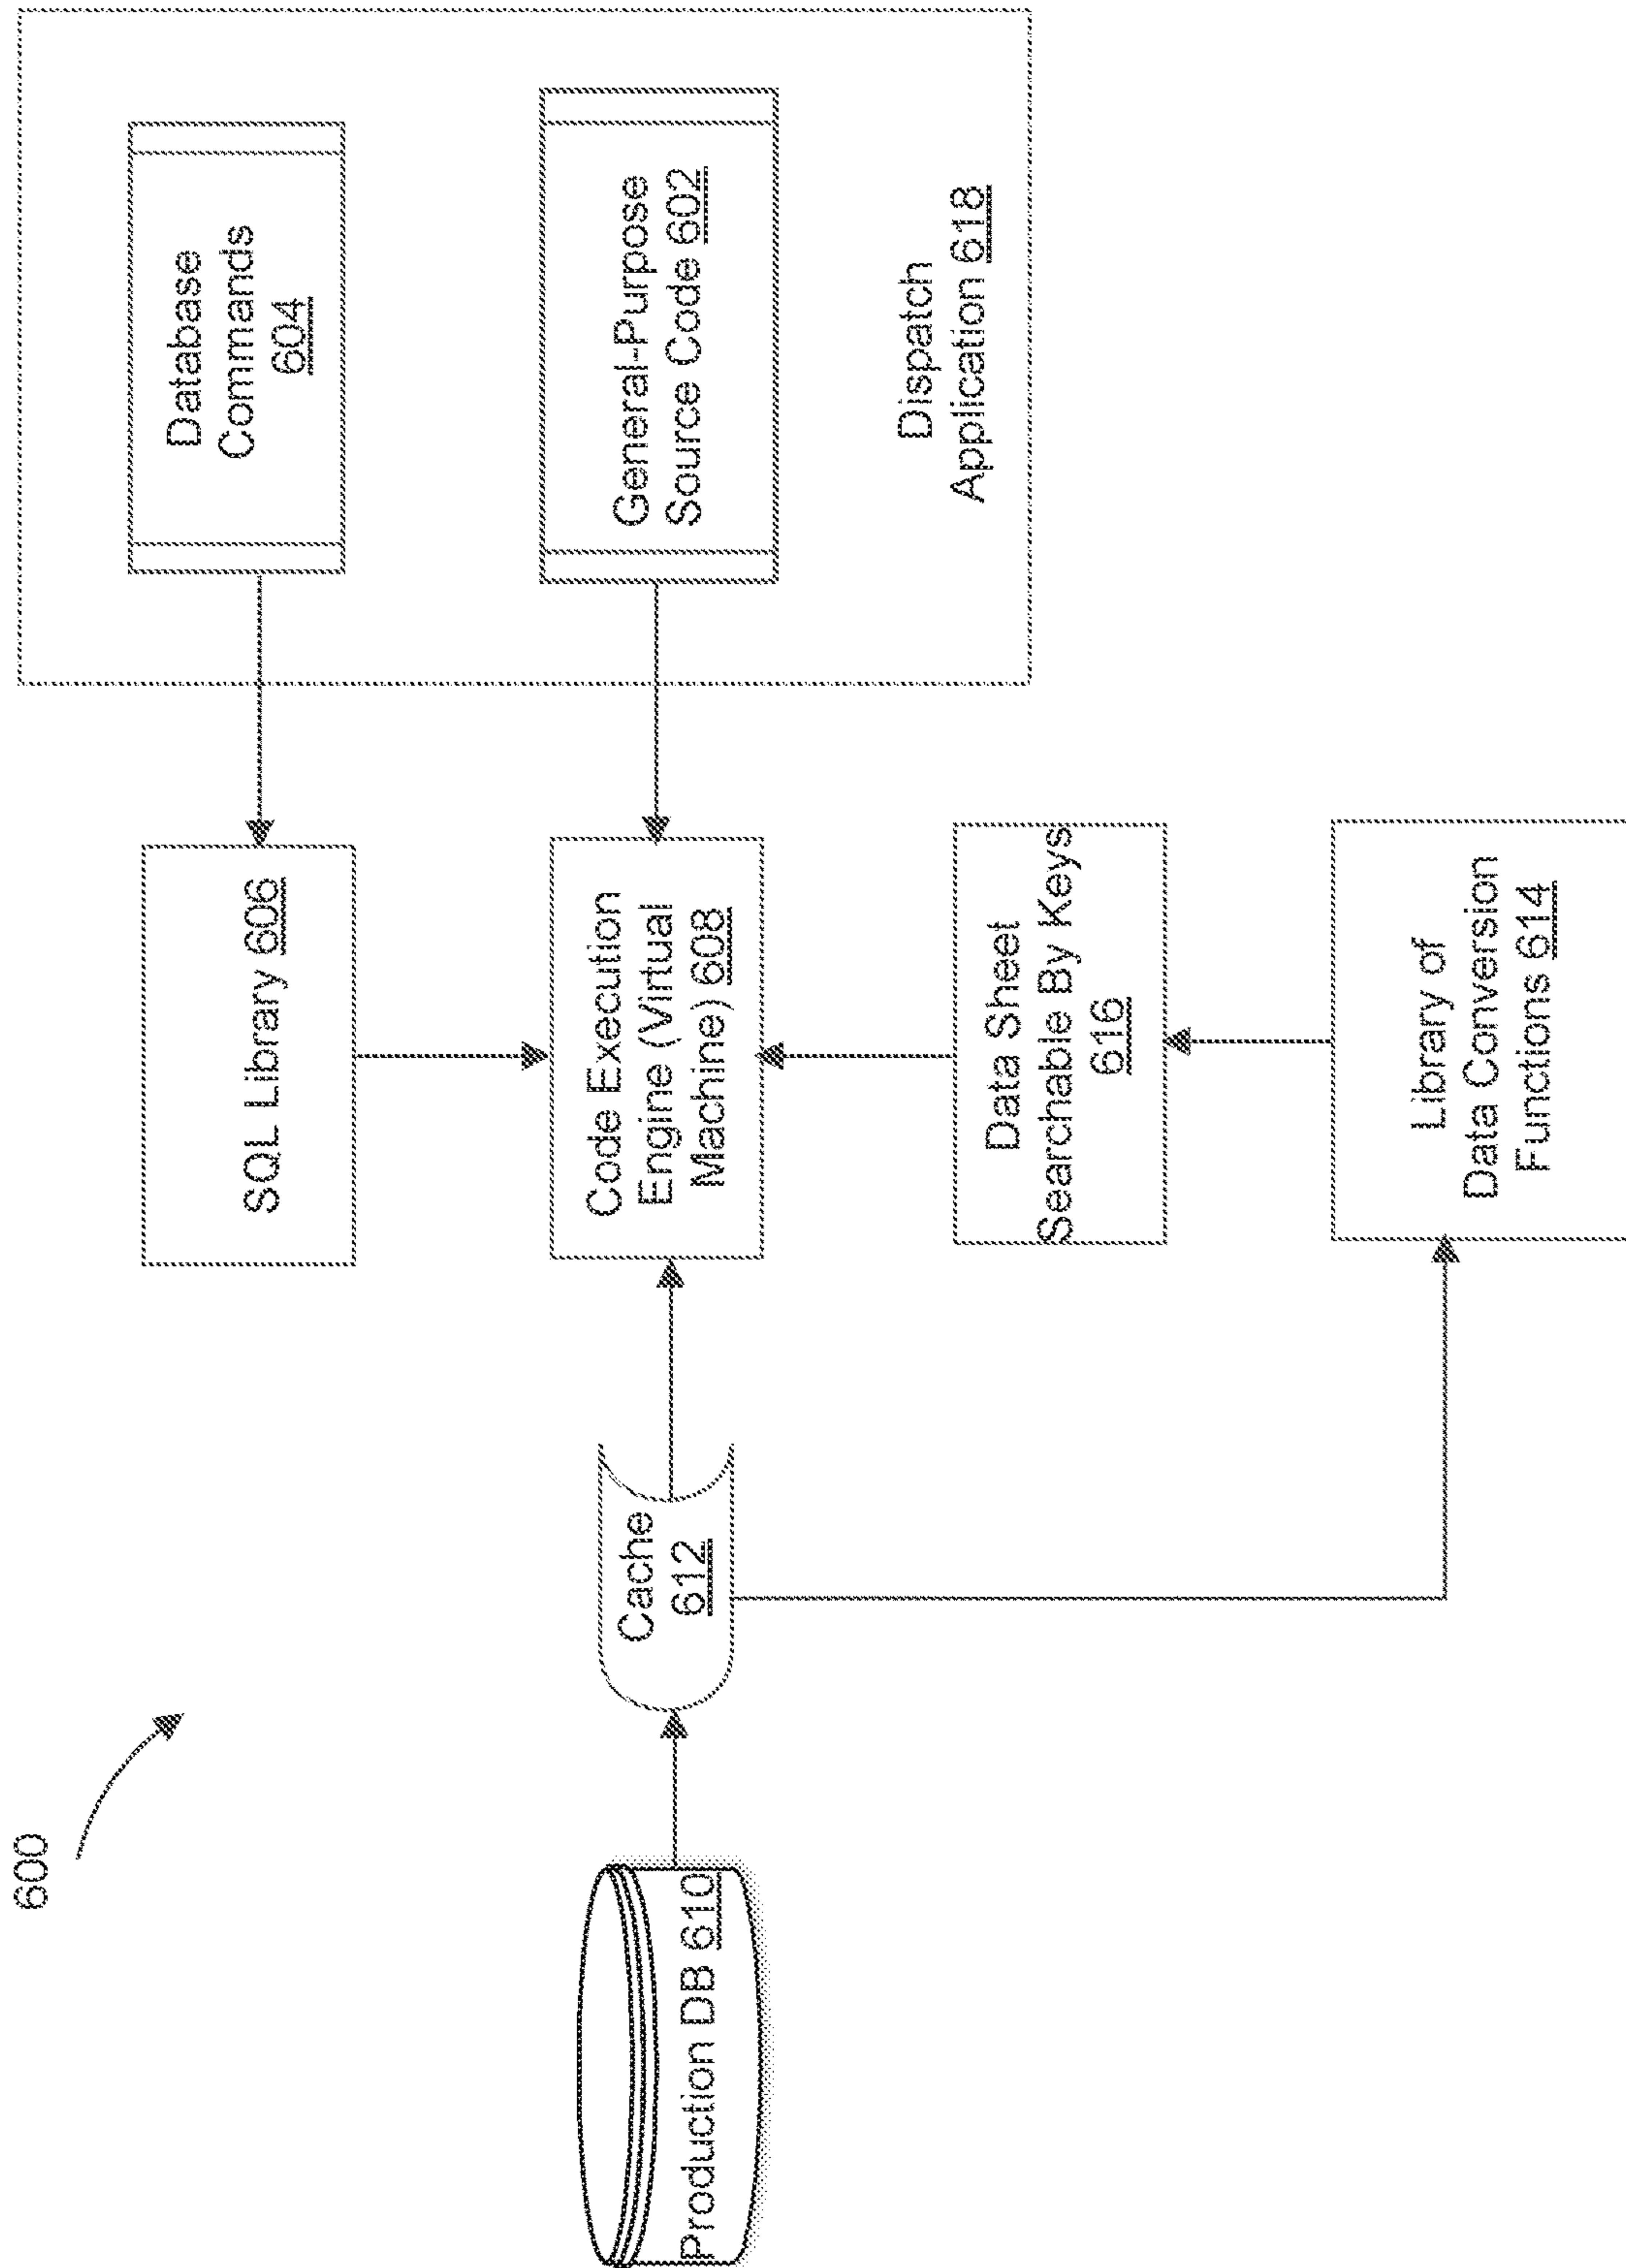 600
Production DB 610
Cache
612
SQL Library 606
Code Execution
Engine (Virtual
Machine) 608
Data Sheet
Searchable By Keys
616
Library of
Data Conversion
Functions 614
Database
Commands
604
General-Purpose
Source Code 602
Dispatch
Application 618